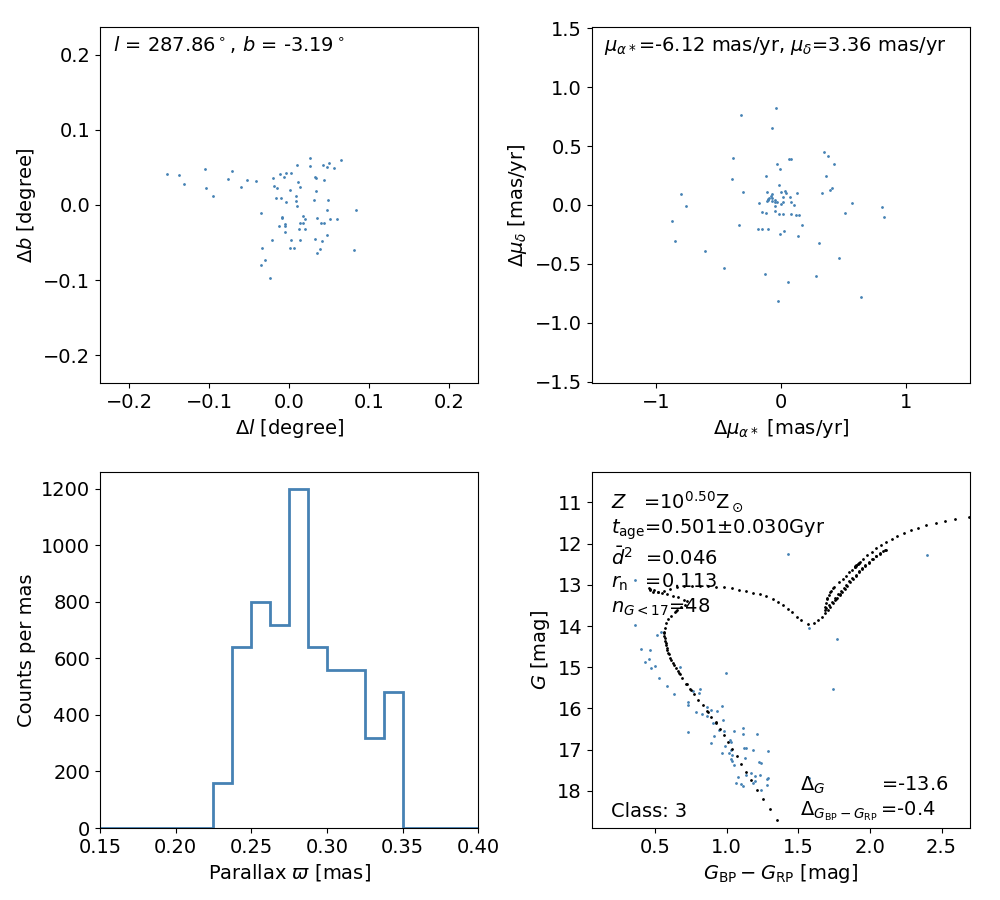 l = 287.86°, b = -3.19°
0.2
0.1
0.0
−0.1
−0.2
Δb [degree]
−0.2 −0.1 0.0 0.1 0.2
Δl [degree]
μα*=-6.12 mas/yr, μδ=3.36 mas/yr
1.5
1.0
0.5
0.0
−0.5
−1.0
−1.5
Δμδ [mas/yr]
−1 0 1
Δμα* [mas/yr]
1200
1000
800
600
400
200
0
Counts per mas
0.15 0.20 0.25 0.30 0.35 0.40
Parallax ϖ [mas]
Z =10^0.50 Z⊙
t_age=0.501±0.030Gyr
d̄² =0.046
r_n =0.113
n_G<17=48
11
12
13
14
15
16
17
18
G [mag]
Δ_G =-13.6
Δ_GBP−GRP =-0.4
Class: 3
0.5 1.0 1.5 2.0 2.5
G_BP − G_RP [mag]